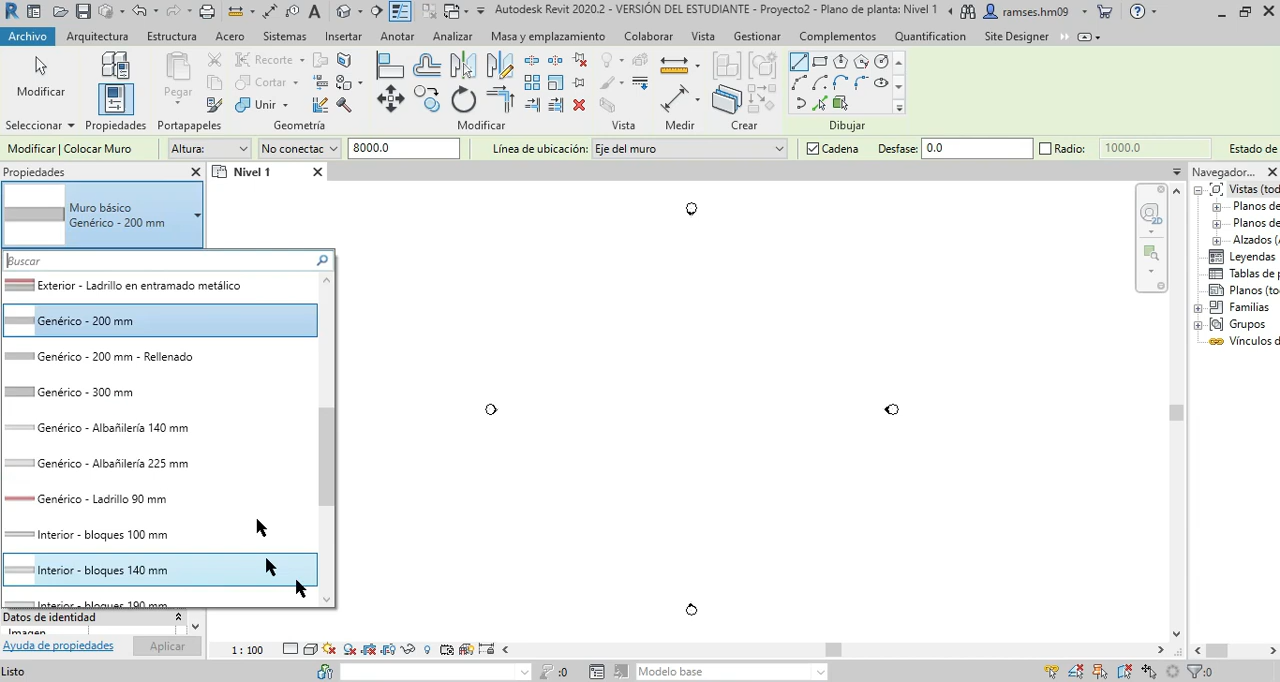 Autodesk Revit 2020.2 - VERSIÓN DEL ESTUDIANTE - Proyecto2 - Plano de planta: Nivel 1
ramses.hm09
Archivo Arquitectura Estructura Acero Sistemas Insertar Anotar Analizar Masa y emplazamiento Colaborar Vista Gestionar Complementos Quantification Site Designer
Modificar
Pegar
Recorte
Cortar
Unir
Seleccionar Propiedades Portapapeles Geometría Modificar Vista Medir Crear Dibujar
Modificar | Colocar Muro Altura: No conectac 8000.0 Línea de ubicación: Eje del muro Cadena Desfase: 0.0 Radio: 1000.0 Estado de
Propiedades
Nivel 1
Navegador...
Muro básico
Genérico - 200 mm
Buscar
Exterior - Ladrillo en entramado metálico
Genérico - 200 mm
Genérico - 200 mm - Rellenado
Genérico - 300 mm
Genérico - Albañilería 140 mm
Genérico - Albañilería 225 mm
Genérico - Ladrillo 90 mm
Interior - bloques 100 mm
Interior - bloques 140 mm
Interior - bloques 190 mm
Datos de identidad
Imagen
Ayuda de propiedades
Aplicar
2D
Vistas (tod
Planos de
Planos de
Alzados (
Leyendas
Tablas de p
Planos (to
Familias
Grupos
Vínculos d
1 : 100
Listo
:0
Modelo base
:0